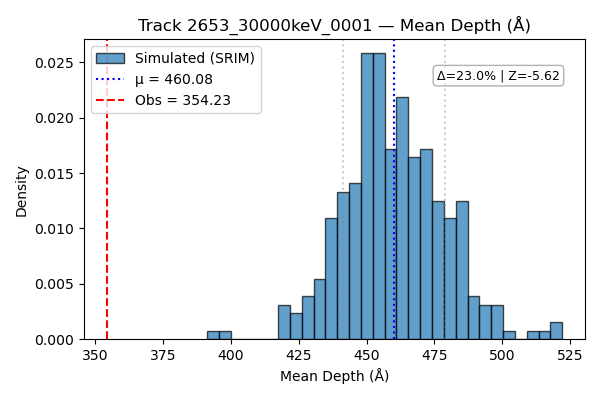 Track 2653_30000keV_0001 — Mean Depth (Å)
Simulated (SRIM)
μ = 460.08
Obs = 354.23
Δ=23.0% | Z=-5.62
Density
0.025
0.020
0.015
0.010
0.005
0.000
350 375 400 425 450 475 500 525
Mean Depth (Å)